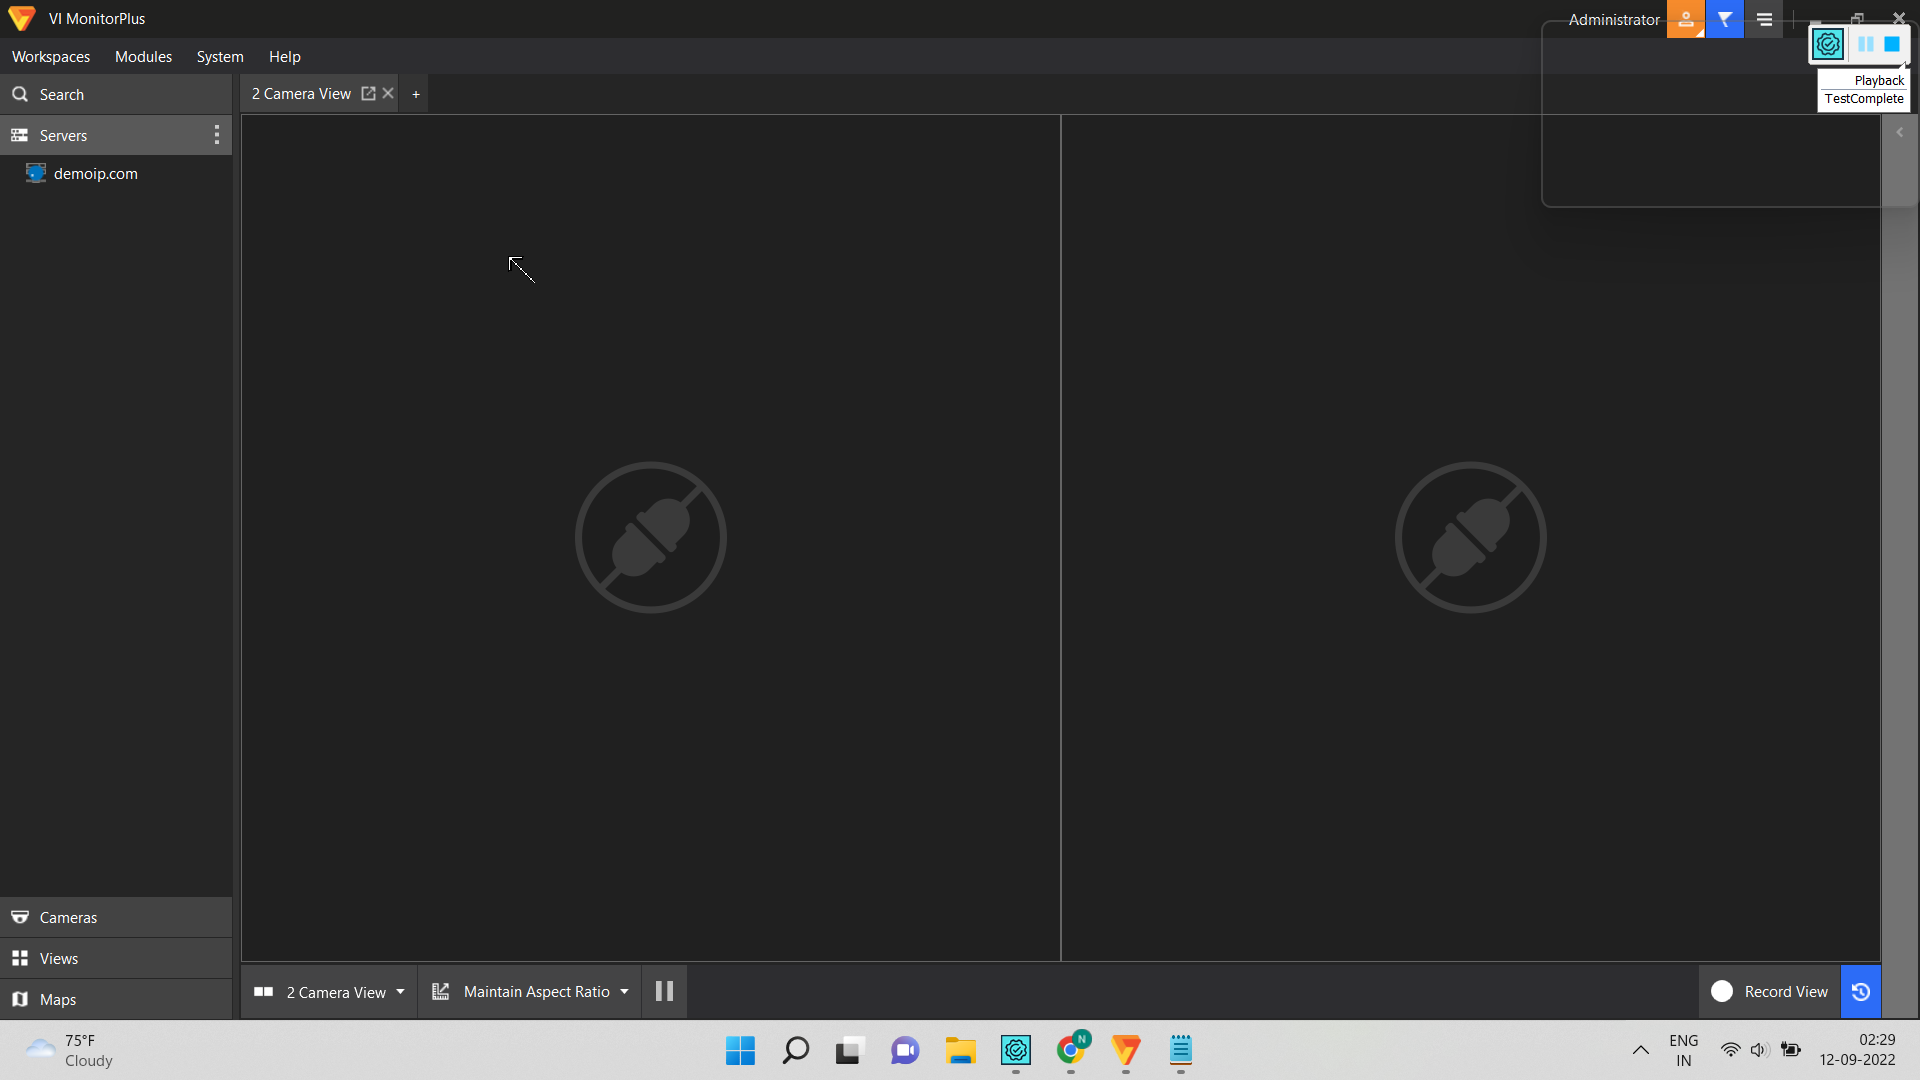 VI MonitorPlus
Administrator
Workspaces Modules System Help
Playback
TestComplete
Search
2 Camera View +
Servers
demoip.com
Cameras
Views
Maps
2 Camera View
Maintain Aspect Ratio
Record View
75°F
Cloudy
N
ENG
IN
02:29
12-09-2022